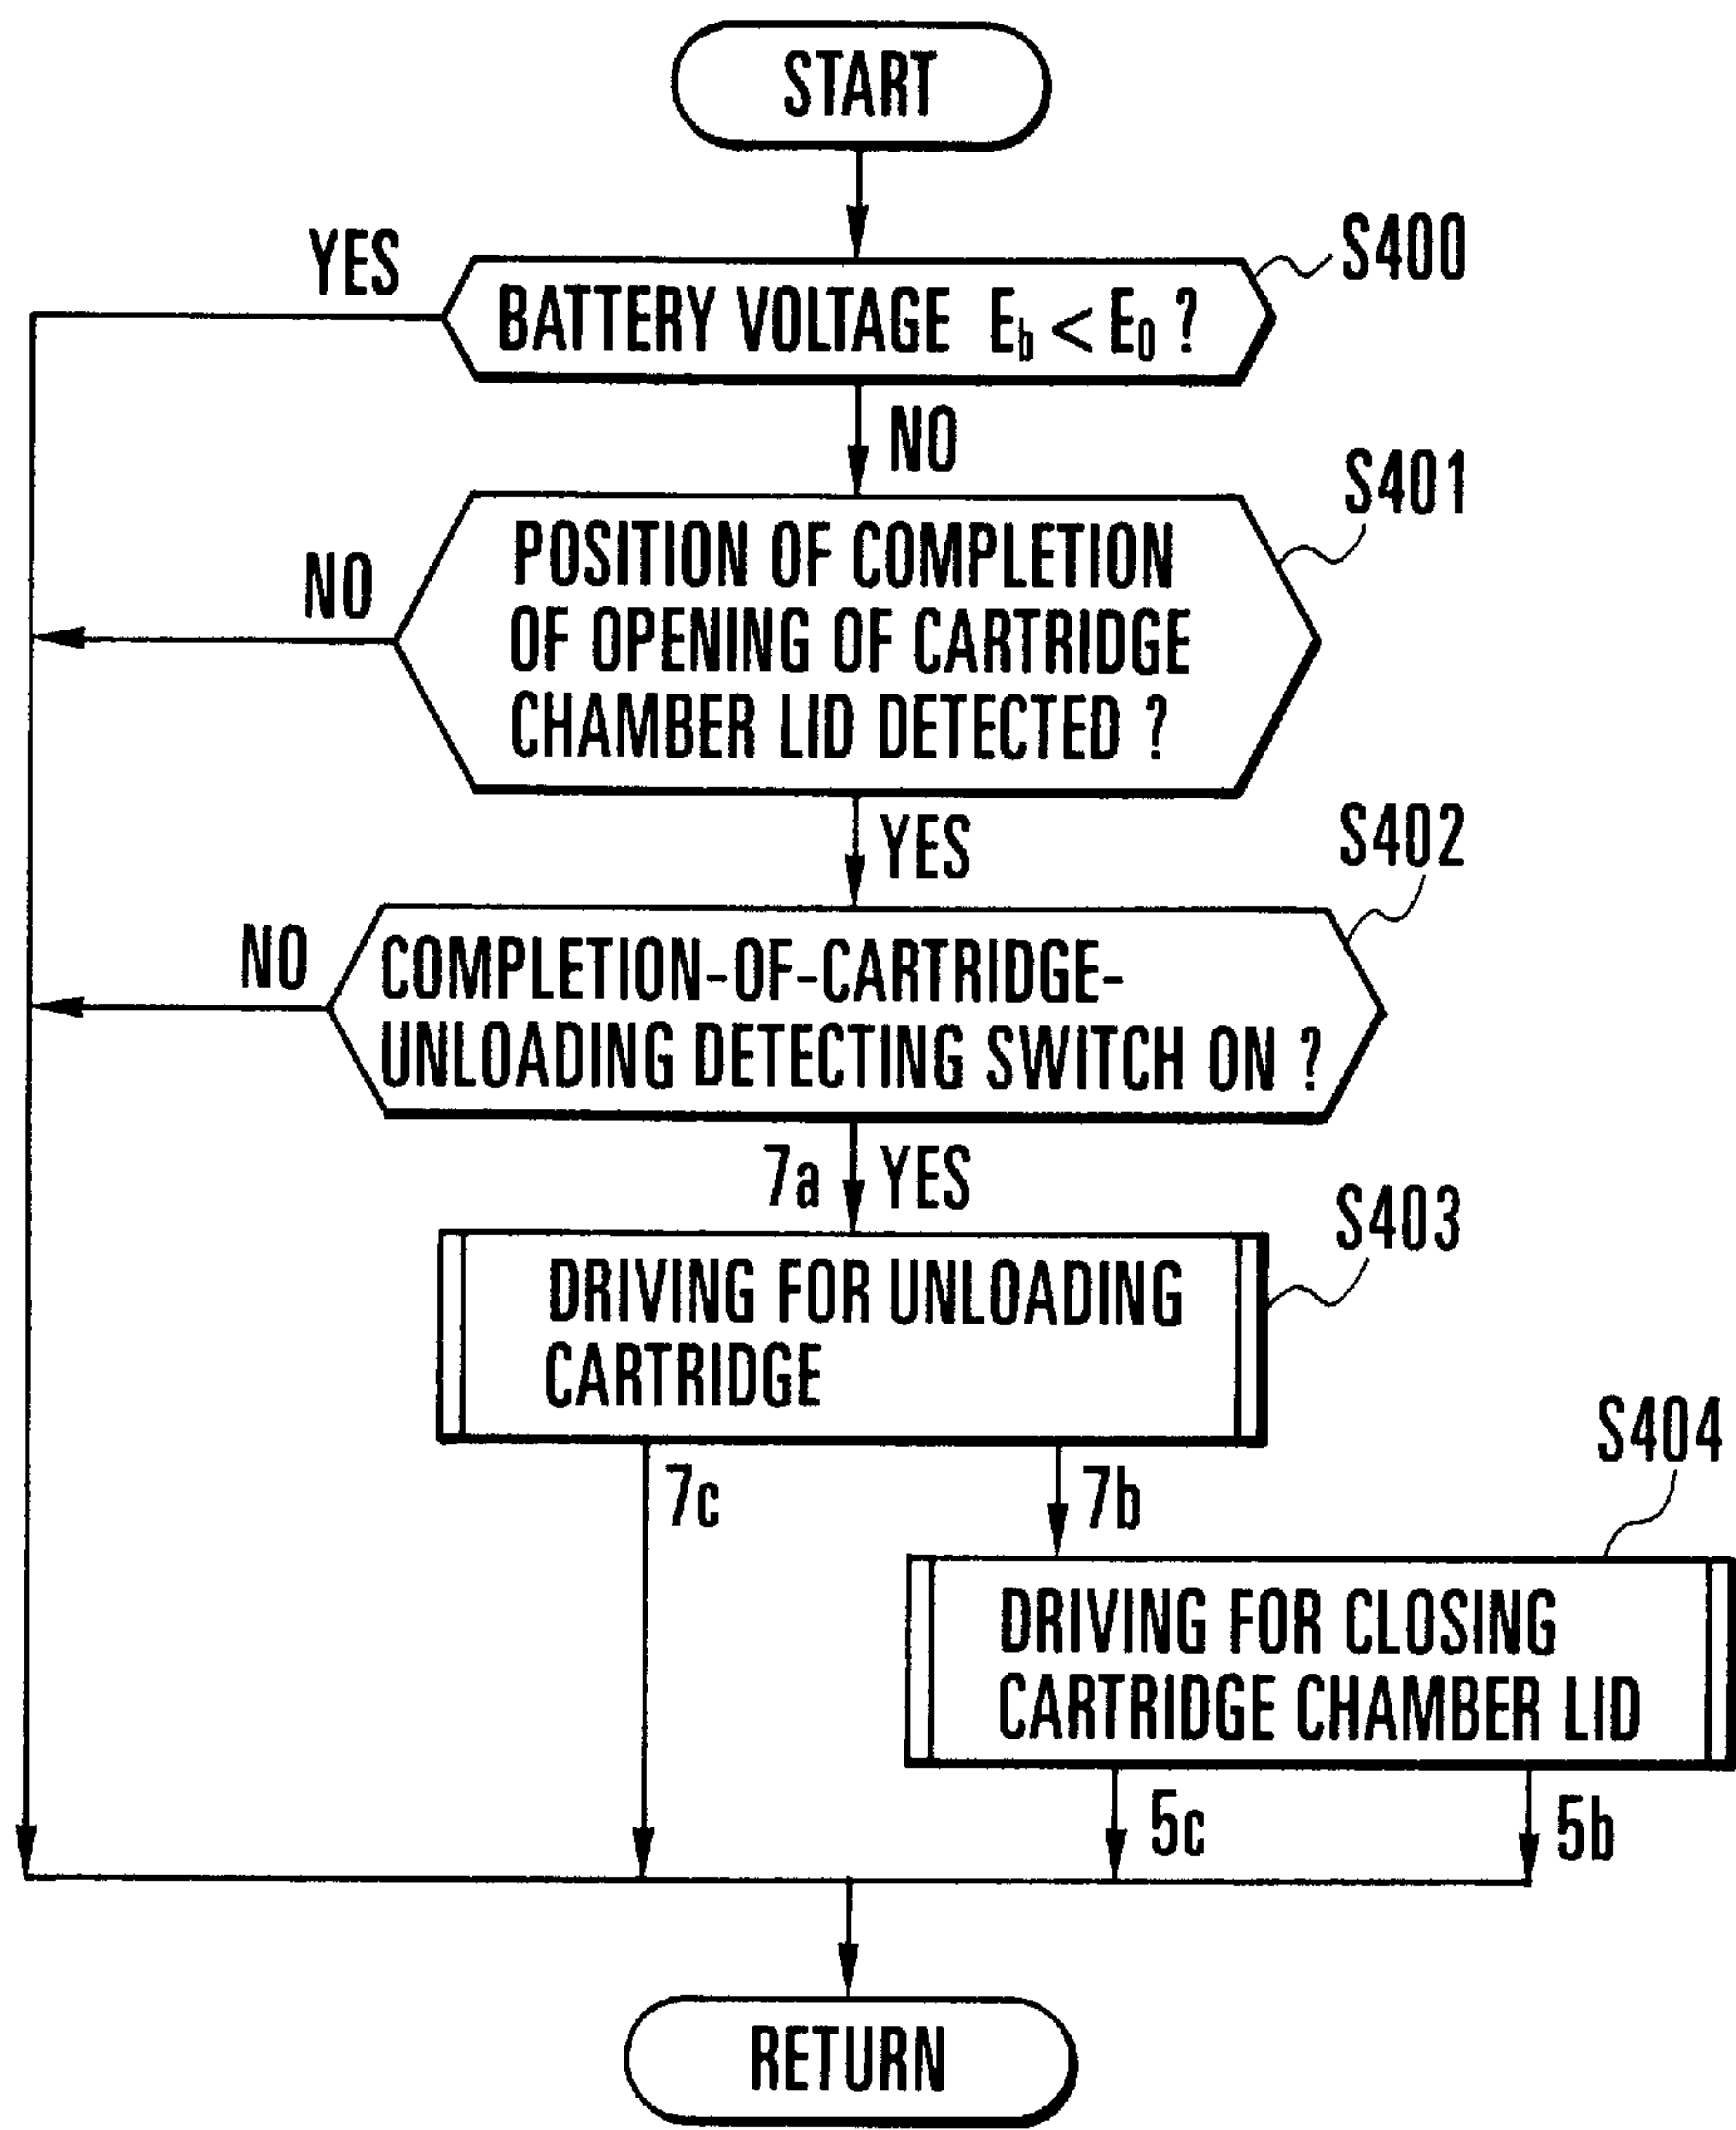 START
YES
S400
BATTERY VOLTAGE Eb < E0 ?
NO
S401
POSITION OF COMPLETION
OF OPENING OF CARTRIDGE
CHAMBER LID DETECTED ?
NO
YES
S402
NO
COMPLETION-OF-CARTRIDGE-
UNLOADING DETECTING SWITCH ON ?
7a YES
S403
DRIVING FOR UNLOADING
CARTRIDGE
S404
7c
7b
DRIVING FOR CLOSING
CARTRIDGE CHAMBER LID
5c
5b
RETURN